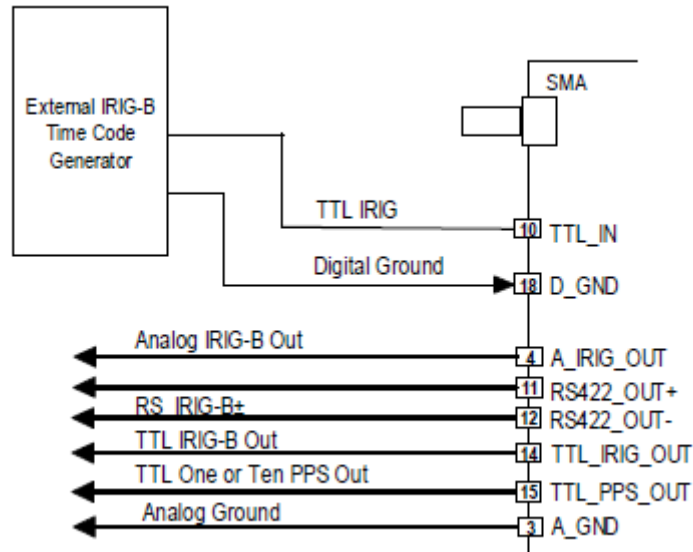 External IRIG-B
Time Code
Generator
SMA
TTL IRIG
10 TTL_IN
Digital Ground
18 D_GND
Analog IRIG-B Out
4 A_IRIG_OUT
11 RS422_OUT+
RS IRIG-B±
12 RS422_OUT-
TTL IRIG-B Out
14 TTL_IRIG_OUT
TTL One or Ten PPS Out
15 TTL_PPS_OUT
Analog Ground
3 A_GND